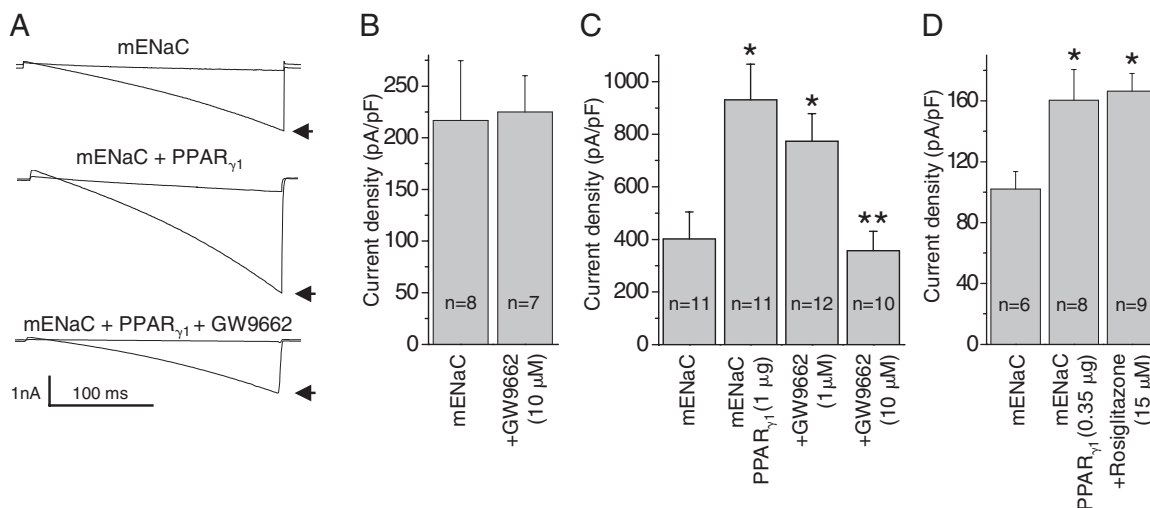 A
mENaC
mENaC + PPARγ1
mENaC + PPARγ1 + GW9662
1nA
100 ms
B
Current density (pA/pF)
250
225
200
150
100
50
0
n=8
n=7
mENaC
+GW9662
(10 µM)
C
Current density (pA/pF)
1000
800
600
400
200
0
*
*
**
n=11
n=11
n=12
n=10
mENaC
mENaC
PPARγ1 (1 µg)
+GW9662
(1µM)
+GW9662
(10 µM)
D
Current density (pA/pF)
160
120
80
40
0
*
*
n=6
n=8
n=9
mENaC
mENaC
PPARγ1 (0.35 µg)
+Rosiglitazone
(15 µM)